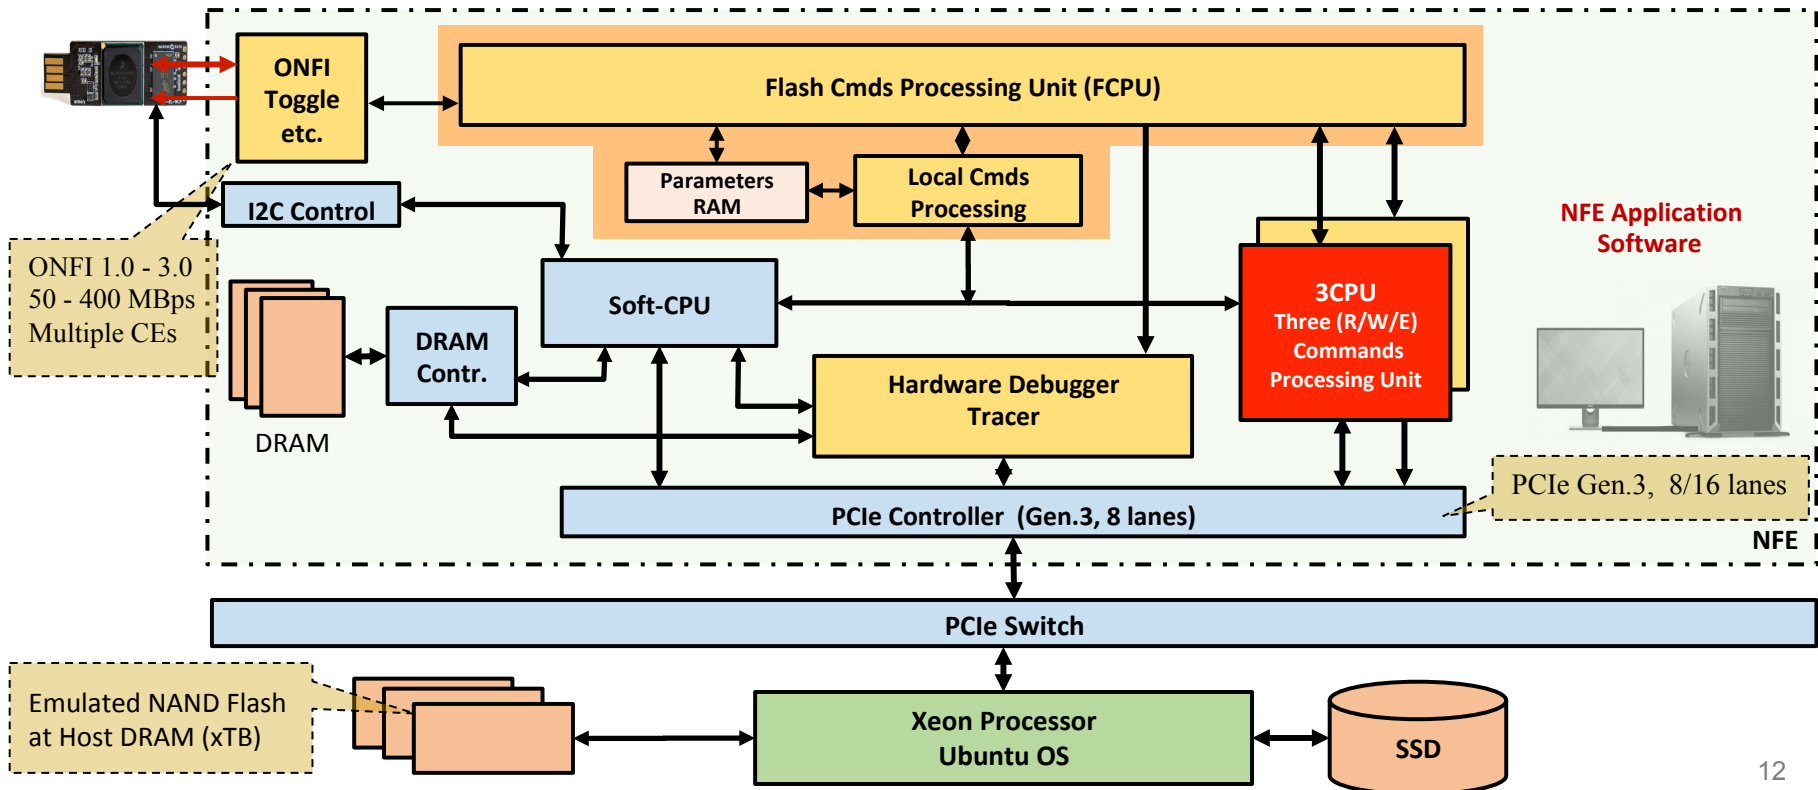 ONFI
Toggle
etc.
Flash Cmds Processing Unit (FCPU)
Parameters
RAM
Local Cmds
Processing
I2C Control
NFE Application
Software
ONFI 1.0 - 3.0
50 - 400 MBps
Multiple CEs
Soft-CPU
3CPU
Three (R/W/E)
Commands
Processing Unit
DRAM
Contr.
Hardware Debugger
Tracer
DRAM
PCIe Gen.3,  8/16 lanes
PCIe Controller  (Gen.3, 8 lanes)
NFE
PCIe Switch
Emulated NAND Flash
at Host DRAM (xTB)
Xeon Processor
Ubuntu OS
SSD
12